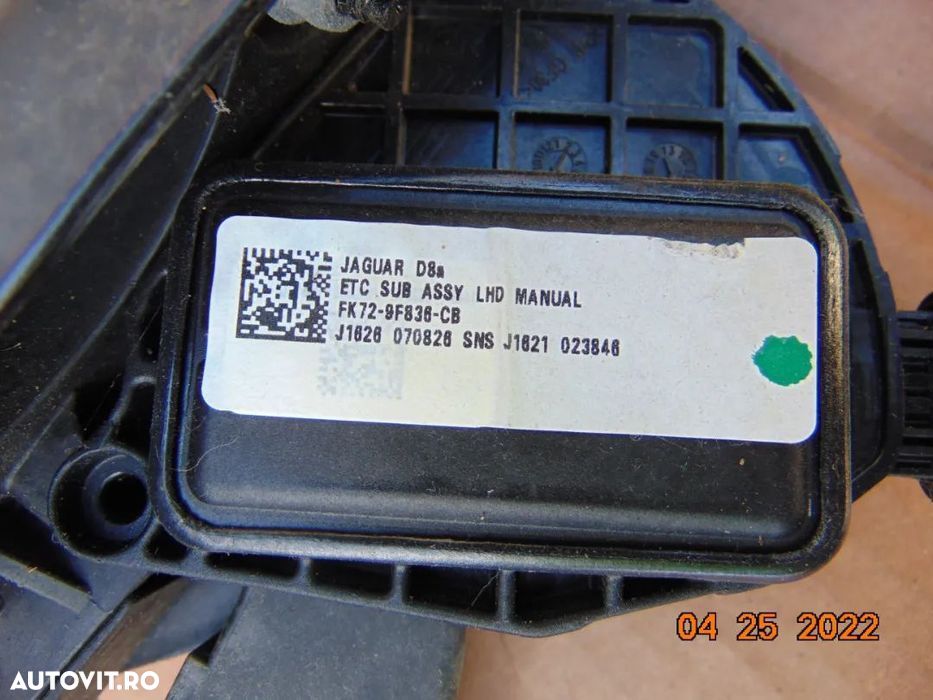 JAGUAR D8a
ETC SUB ASSY LHD MANUAL
FK72-9F836-CB
J1626 070826 SNS J1621 023846
04 25 2022
AUTOVIT.RO